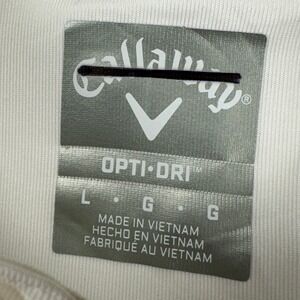 Callaway®
OPTI·DRI™
L · G · G
MADE IN VIETNAM
HECHO EN VIETNAM
FABRIQUÉ AU VIETNAM